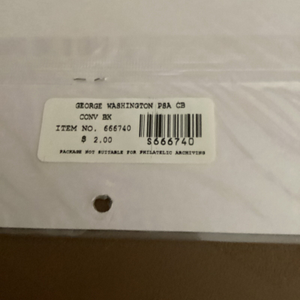 GEORGE WASHINGTON PSA CB
CONV BK
ITEM NO. 666740
$ 2.00
S666740
PACKAGE NOT SUITABLE FOR PHILATELIC ARCHIVING